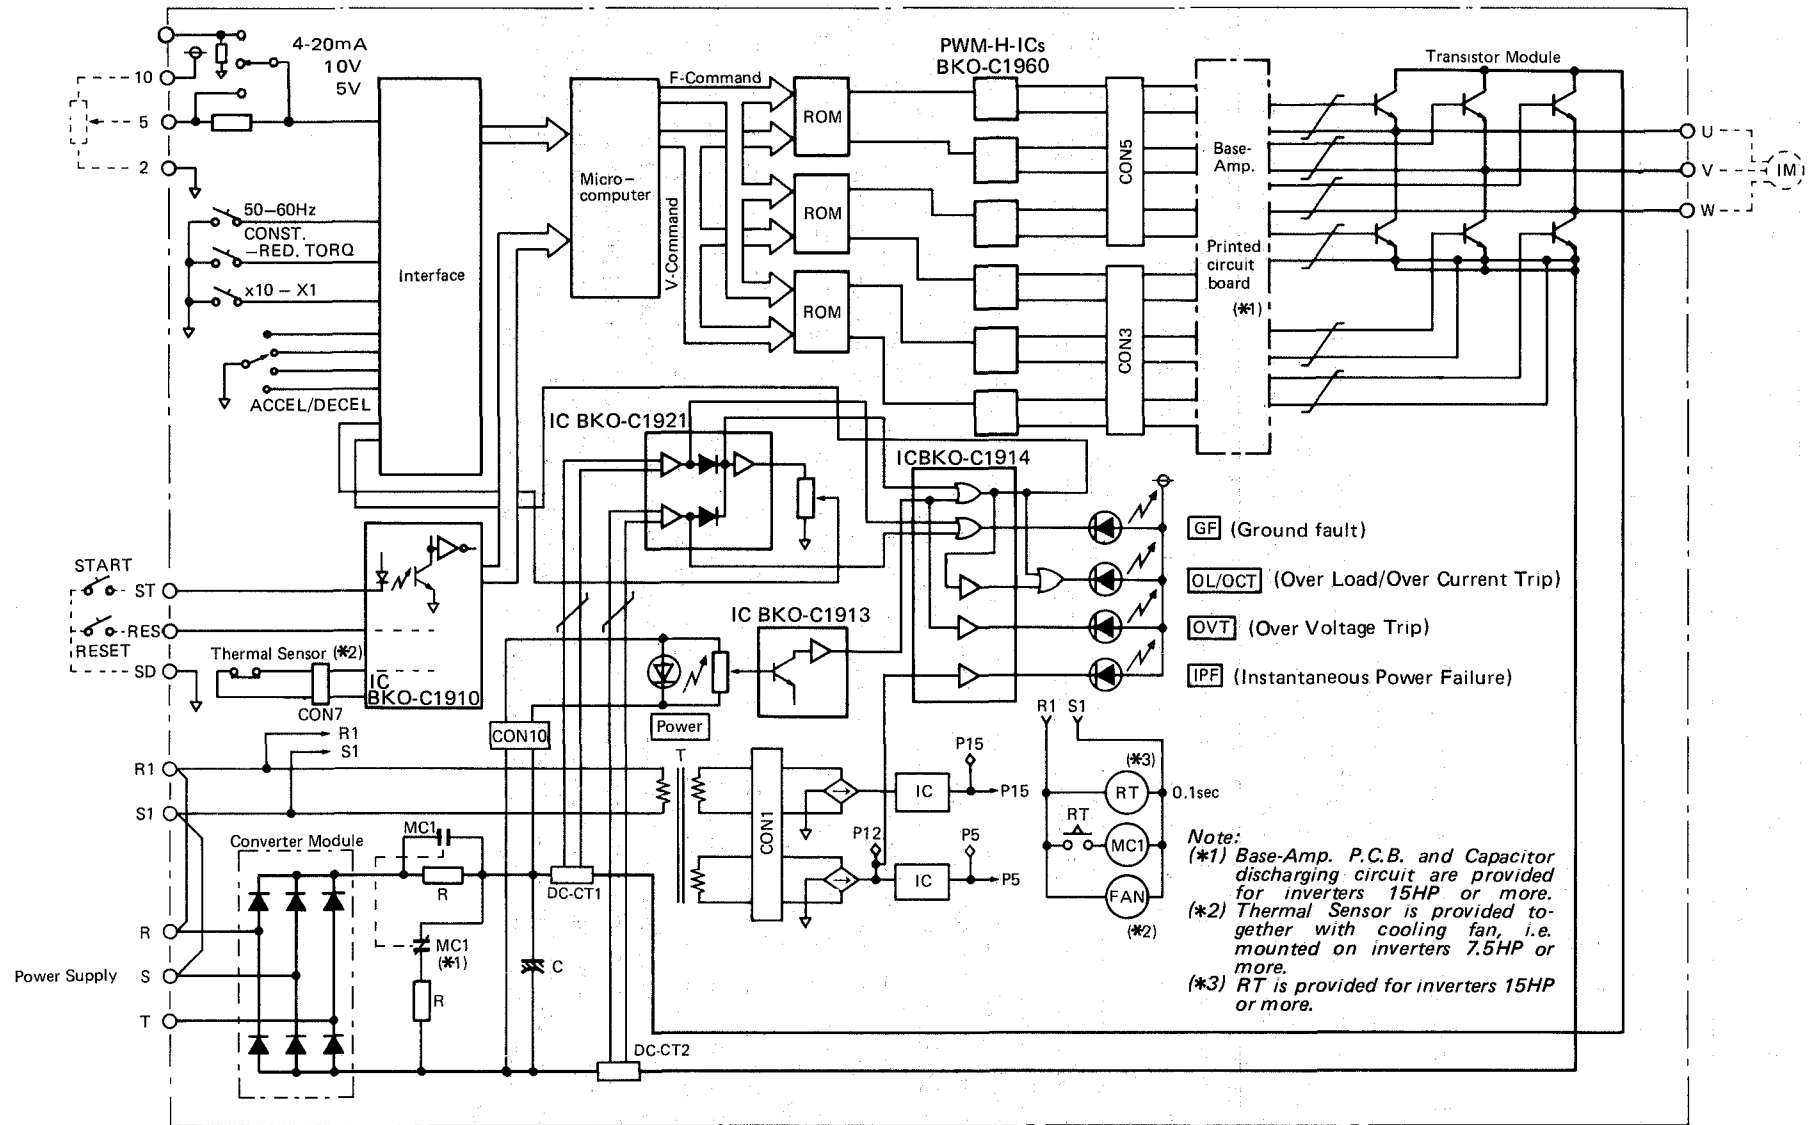 4-20mA
10V
5V
10
5
2
50–60Hz
CONST.
–RED. TORQ
x10 – X1
ACCEL/DECEL
Interface
Micro–
computer
F-Command
V-Command
ROM
ROM
ROM
PWM-H-ICs
BKO-C1960
CON5
CON3
Base-
Amp.
Printed
circuit
board
(*1)
Transistor Module
U
V
W
IM
IC BKO-C1921
ICBKO-C1914
GF (Ground fault)
OL/OCT (Over Load/Over Current Trip)
OVT (Over Voltage Trip)
IPF (Instantaneous Power Failure)
START
ST
RES
RESET
SD
Thermal Sensor (*2)
CON7
IC
BKO-C1910
IC BKO-C1913
CON10
Power
R1
S1
R1
S1
T
CON1
IC
P15
P15
P12
IC
P5
P5
R1 S1
(*3)
RT
0.1sec
RT
MC1
FAN
(*2)
Converter Module
MC1
R
MC1
(*1)
R
C
DC-CT1
DC-CT2
Power Supply
R
S
T
Note:
(*1) Base-Amp. P.C.B. and Capacitor
discharging circuit are provided
for inverters 15HP or more.
(*2) Thermal Sensor is provided to-
gether with cooling fan, i.e.
mounted on inverters 7.5HP or
more.
(*3) RT is provided for inverters 15HP
or more.